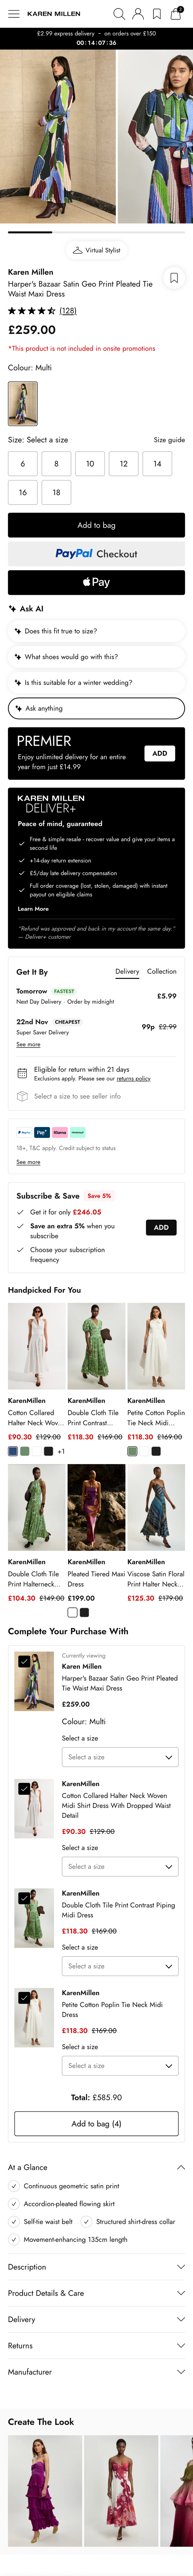 KAREN MILLEN
0
£2.99 express delivery – on orders over £150
00 : 14 : 07 : 36
Virtual Stylist
Karen Millen
Harper's Bazaar Satin Geo Print Pleated Tie
Waist Maxi Dress
(128)
£259.00
*This product is not included in onsite promotions
Colour: Multi
Size: Select a size
Size guide
6
8
10
12
14
16
18
Add to bag
PayPal Checkout
Pay
Ask AI
Does this fit true to size?
What shoes would go with this?
Is this suitable for a winter wedding?
Ask anything
PREMIER
Enjoy unlimited delivery for an entire
year from just £14.99
ADD
KAREN MILLEN
DELIVER+
Peace of mind, guaranteed
Free & simple resale - recover value and give your items a
second life
+14-day return extension
£5/day late delivery compensation
Full order coverage (lost, stolen, damaged) with instant
payout on eligible claims
Learn More
"Refund was approved and back in my account the same day."
— Deliver+ customer
Get It By
Delivery
Collection
Tomorrow FASTEST
Next Day Delivery · Order by midnight
£5.99
22nd Nov CHEAPEST
Super Saver Delivery
99p £2.99
See more
Eligible for return within 21 days
Exclusions apply. Please see our returns policy
Select a size to see seller info
PayPal
Klarna
18+, T&C apply. Credit subject to status
See more
Subscribe & Save Save 5%
Get it for only £246.05
Save an extra 5% when you
subscribe
Choose your subscription
frequency
ADD
Handpicked For You
KarenMillen
Cotton Collared
Halter Neck Wov...
£90.30 £129.00
+1
KarenMillen
Double Cloth Tile
Print Contrast...
£118.30 £169.00
KarenMillen
Petite Cotton Poplin
Tie Neck Midi...
£118.30 £169.00
KarenMillen
Double Cloth Tile
Print Halterneck...
£104.30 £149.00
KarenMillen
Pleated Tiered Maxi
Dress
£199.00
KarenMillen
Viscose Satin Floral
Print Halter Neck...
£125.30 £179.00
Complete Your Purchase With
Currently viewing
Karen Millen
Harper's Bazaar Satin Geo Print Pleated
Tie Waist Maxi Dress
£259.00
Colour: Multi
Select a size
Select a size
KarenMillen
Cotton Collared Halter Neck Woven
Midi Shirt Dress With Dropped Waist
Detail
£90.30 £129.00
Select a size
Select a size
KarenMillen
Double Cloth Tile Print Contrast Piping
Midi Dress
£118.30 £169.00
Select a size
Select a size
KarenMillen
Petite Cotton Poplin Tie Neck Midi
Dress
£118.30 £169.00
Select a size
Select a size
Total: £585.90
Add to bag (4)
At a Glance
Continuous geometric satin print
Accordion-pleated flowing skirt
Self-tie waist belt
Structured shirt-dress collar
Movement-enhancing 135cm length
Description
Product Details & Care
Delivery
Returns
Manufacturer
Create The Look